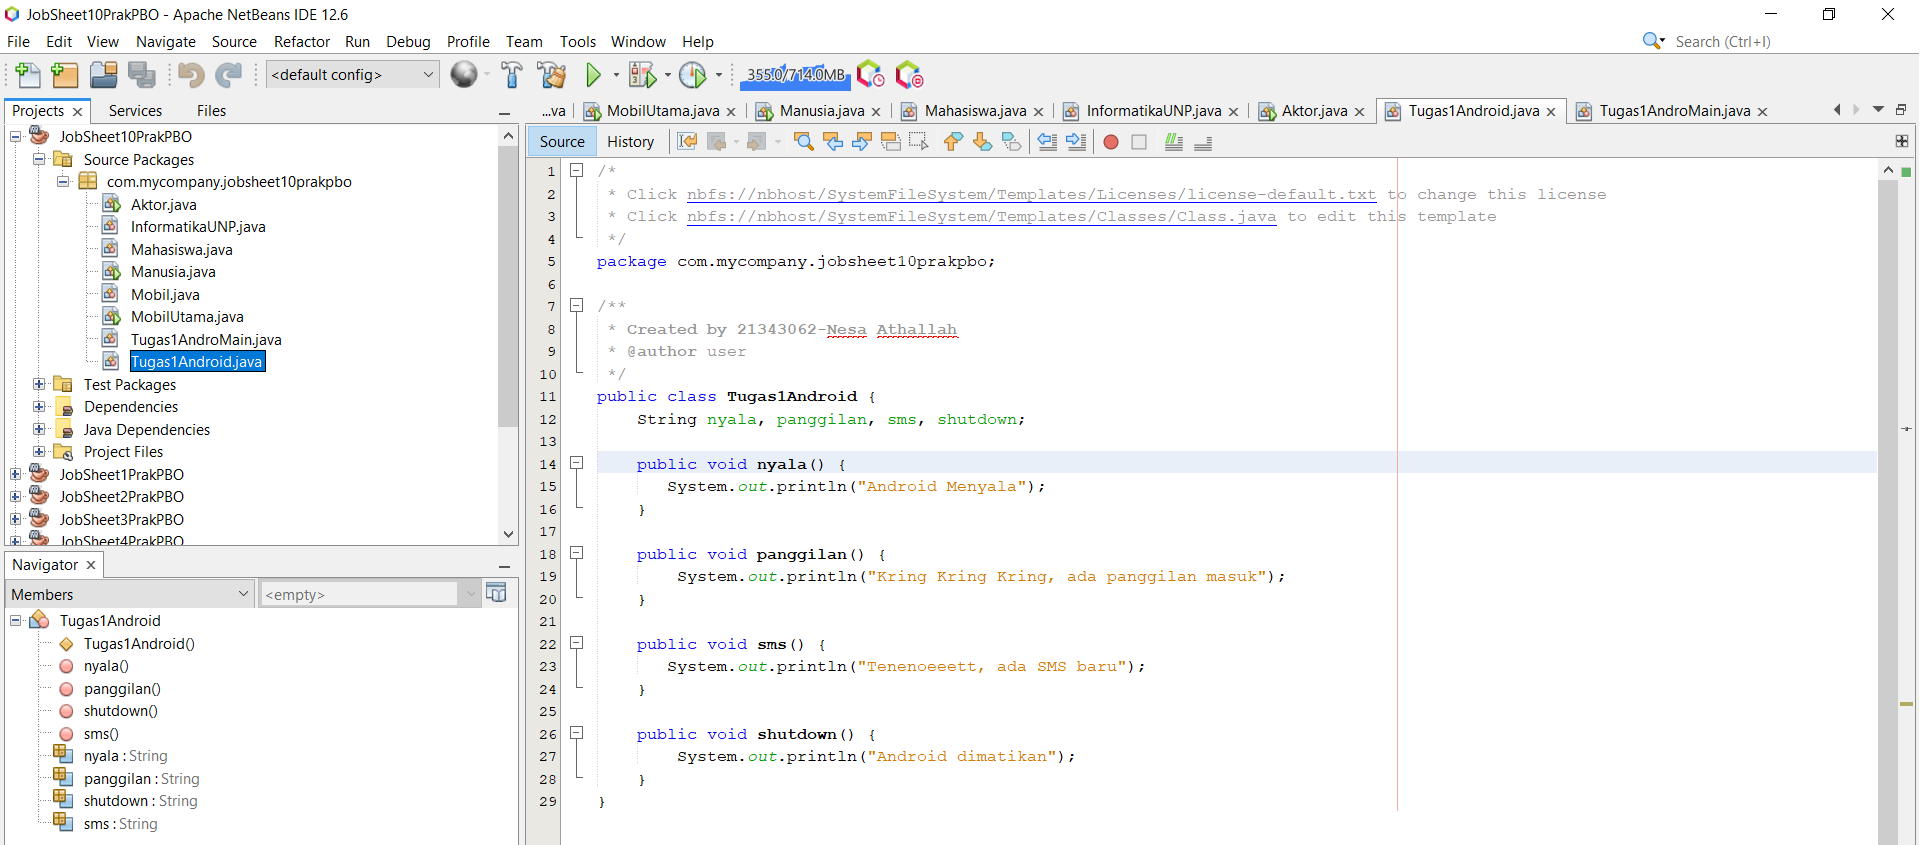 JobSheet10PrakPBO - Apache NetBeans IDE 12.6
File Edit View Navigate Source Refactor Run Debug Profile Team Tools Window Help
Search (Ctrl+I)
<default config>
355.0/714.0MB
Projects
Services
Files
JobSheet10PrakPBO
Source Packages
com.mycompany.jobsheet10prakpbo
Aktor.java
InformatikaUNP.java
Mahasiswa.java
Manusia.java
Mobil.java
MobilUtama.java
Tugas1AndroMain.java
Tugas1Android.java
Test Packages
Dependencies
Java Dependencies
Project Files
JobSheet1PrakPBO
JobSheet2PrakPBO
JobSheet3PrakPBO
JobSheet4PrakPBO
Navigator
Members
<empty>
Tugas1Android
Tugas1Android()
nyala()
panggilan()
shutdown()
sms()
nyala : String
panggilan : String
shutdown : String
sms : String
...va MobilUtama.java Manusia.java Mahasiswa.java InformatikaUNP.java Aktor.java Tugas1Android.java Tugas1AndroMain.java
Source History
1 /*
2 * Click nbfs://nbhost/SystemFileSystem/Templates/Licenses/license-default.txt to change this license
3 * Click nbfs://nbhost/SystemFileSystem/Templates/Classes/Class.java to edit this template
4 */
5 package com.mycompany.jobsheet10prakpbo;
6
7 /**
8 * Created by 21343062-Nesa Athallah
9 * @author user
10 */
11 public class Tugas1Android {
12 String nyala, panggilan, sms, shutdown;
13
14 public void nyala() {
15 System.out.println("Android Menyala");
16 }
17
18 public void panggilan() {
19 System.out.println("Kring Kring Kring, ada panggilan masuk");
20 }
21
22 public void sms() {
23 System.out.println("Tenenoeeett, ada SMS baru");
24 }
25
26 public void shutdown() {
27 System.out.println("Android dimatikan");
28 }
29 }